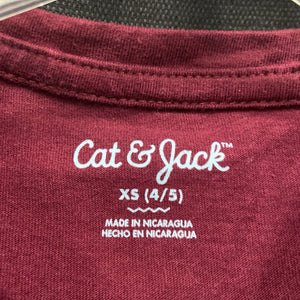 Cat & Jack™
XS (4/5)
MADE IN NICARAGUA
HECHO EN NICARAGUA